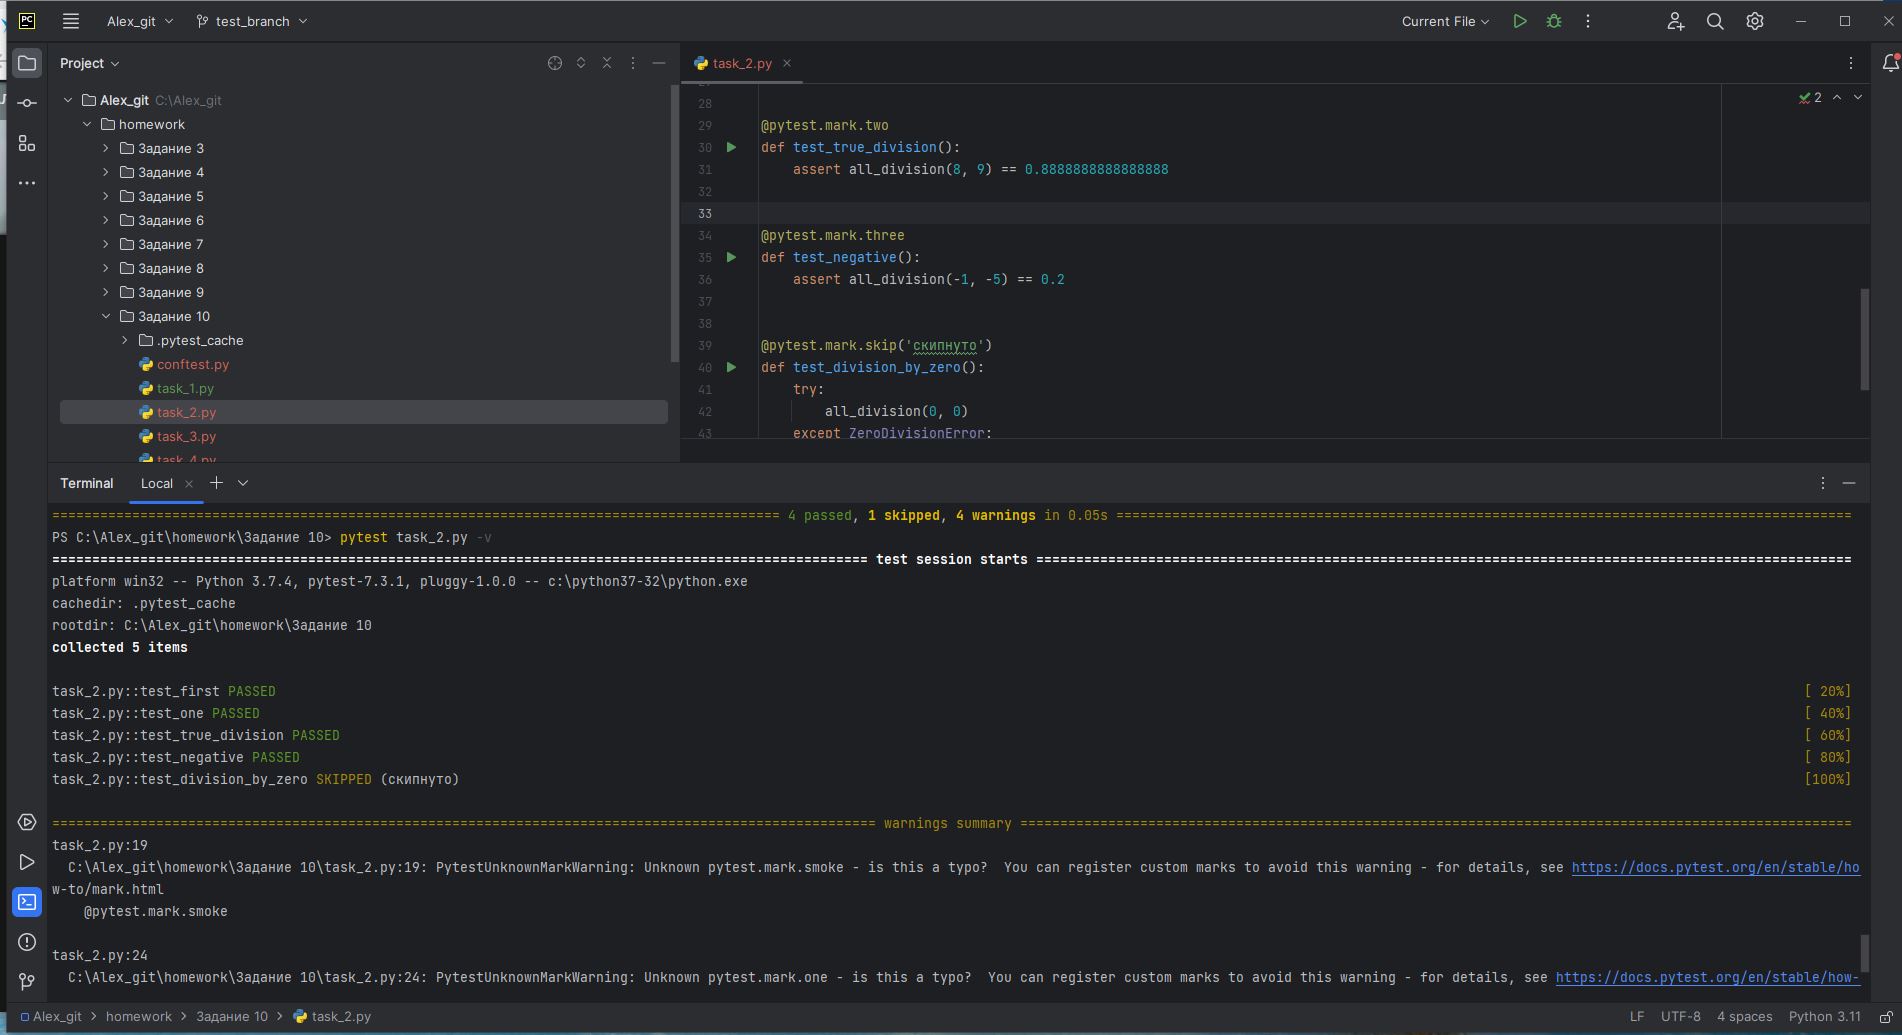 PC Alex_git test_branch Current File
Project
Alex_git C:\Alex_git
homework
Задание 3
Задание 4
Задание 5
Задание 6
Задание 7
Задание 8
Задание 9
Задание 10
.pytest_cache
conftest.py
task_1.py
task_2.py
task_3.py
task_4.py
task_2.py
2
28
29 @pytest.mark.two
30 def test_true_division():
31 assert all_division(8, 9) == 0.8888888888888888
32
33
34 @pytest.mark.three
35 def test_negative():
36 assert all_division(-1, -5) == 0.2
37
38
39 @pytest.mark.skip('скипнуто')
40 def test_division_by_zero():
41 try:
42 all_division(0, 0)
43 except ZeroDivisionError:
Terminal Local
=========================================================================================== 4 passed, 1 skipped, 4 warnings in 0.05s ============================================================================================
PS C:\Alex_git\homework\Задание 10> pytest task_2.py -v
====================================================================================================== test session starts ======================================================================================================
platform win32 -- Python 3.7.4, pytest-7.3.1, pluggy-1.0.0 -- c:\python37-32\python.exe
cachedir: .pytest_cache
rootdir: C:\Alex_git\homework\Задание 10
collected 5 items
task_2.py::test_first PASSED [ 20%]
task_2.py::test_one PASSED [ 40%]
task_2.py::test_true_division PASSED [ 60%]
task_2.py::test_negative PASSED [ 80%]
task_2.py::test_division_by_zero SKIPPED (скипнуто) [100%]
======================================================================================================= warnings summary ========================================================================================================
task_2.py:19
C:\Alex_git\homework\Задание 10\task_2.py:19: PytestUnknownMarkWarning: Unknown pytest.mark.smoke - is this a typo?  You can register custom marks to avoid this warning - for details, see https://docs.pytest.org/en/stable/ho
w-to/mark.html
@pytest.mark.smoke
task_2.py:24
C:\Alex_git\homework\Задание 10\task_2.py:24: PytestUnknownMarkWarning: Unknown pytest.mark.one - is this a typo?  You can register custom marks to avoid this warning - for details, see https://docs.pytest.org/en/stable/how-
Alex_git homework Задание 10 task_2.py LF UTF-8 4 spaces Python 3.11